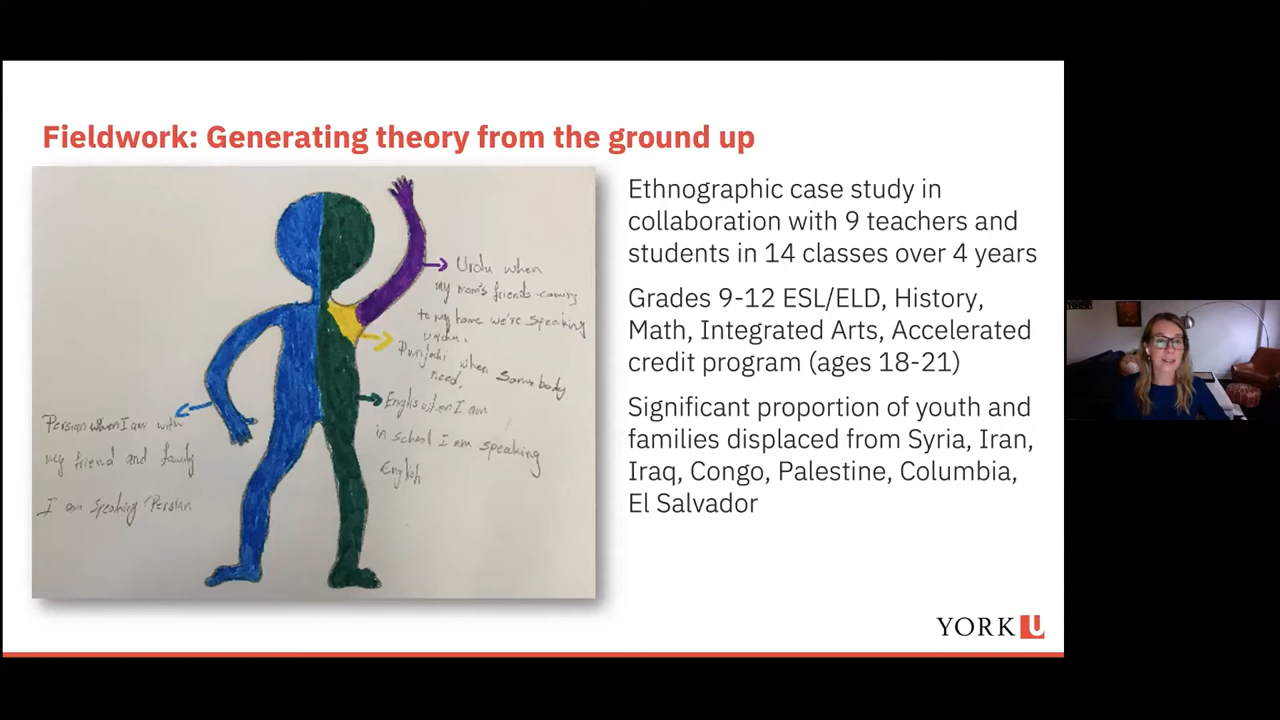 Fieldwork: Generating theory from the ground up
Urdu when
my mom's friends coming
to my home we're speaking
urdu.
Punjabi when somebody
need,
Englis when I am
in school I am speaking
English
Persian when I am with
my friend and family
I am speaking Persian
Ethnographic case study in
collaboration with 9 teachers and
students in 14 classes over 4 years
Grades 9-12 ESL/ELD, History,
Math, Integrated Arts, Accelerated
credit program (ages 18-21)
Significant proportion of youth and
families displaced from Syria, Iran,
Iraq, Congo, Palestine, Columbia,
El Salvador
YORK U